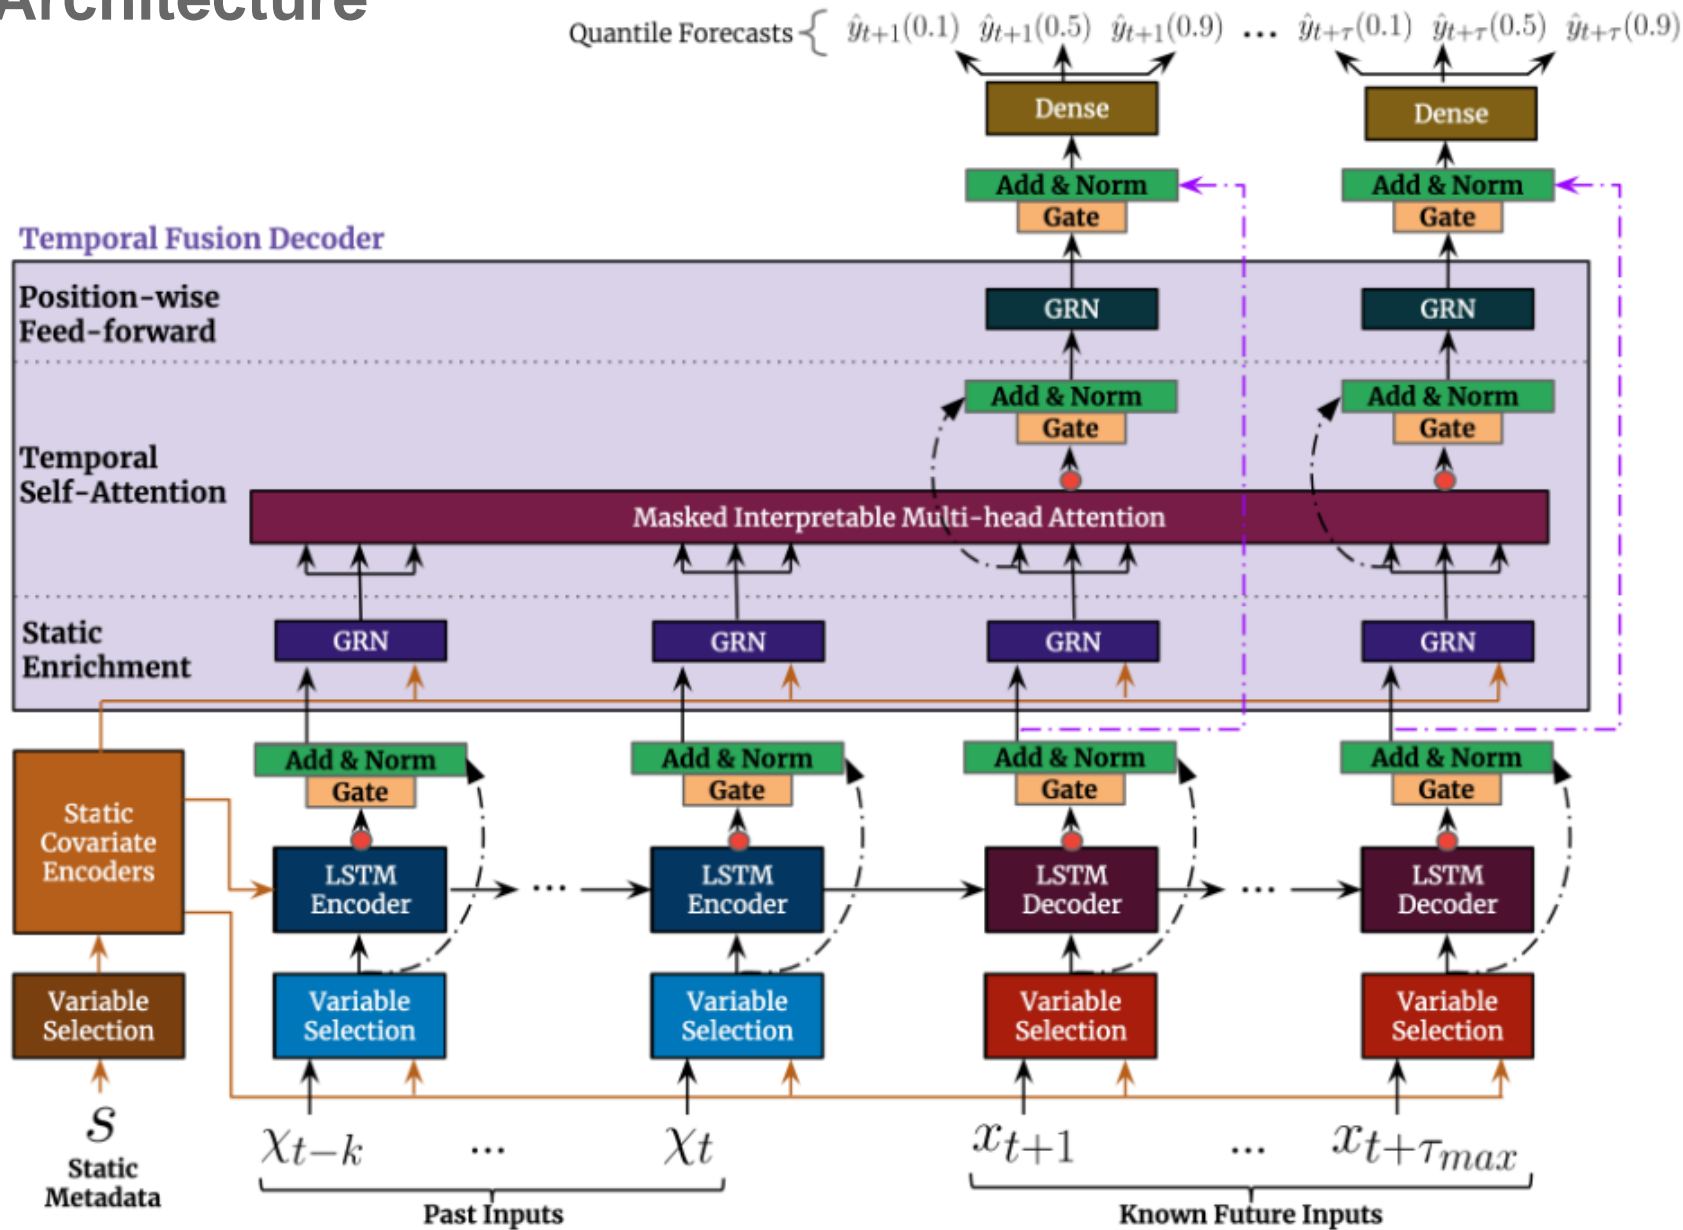 Architecture
Quantile Forecasts { ŷt+1(0.1) ŷt+1(0.5) ŷt+1(0.9) ... ŷt+τ(0.1) ŷt+τ(0.5) ŷt+τ(0.9)
Dense Dense
Add & Norm Add & Norm
Gate Gate
Temporal Fusion Decoder
Position-wise
Feed-forward
GRN GRN
Add & Norm Add & Norm
Gate Gate
Temporal
Self-Attention
Masked Interpretable Multi-head Attention
Static
Enrichment
GRN GRN GRN GRN
Add & Norm Add & Norm Add & Norm Add & Norm
Gate Gate Gate Gate
Static
Covariate
Encoders
LSTM
Encoder
...
LSTM
Encoder
LSTM
Decoder
...
LSTM
Decoder
Variable
Selection
Variable
Selection
Variable
Selection
Variable
Selection
Variable
Selection
s
Static
Metadata
χt−k ... χt xt+1 ... xt+τmax
Past Inputs
Known Future Inputs